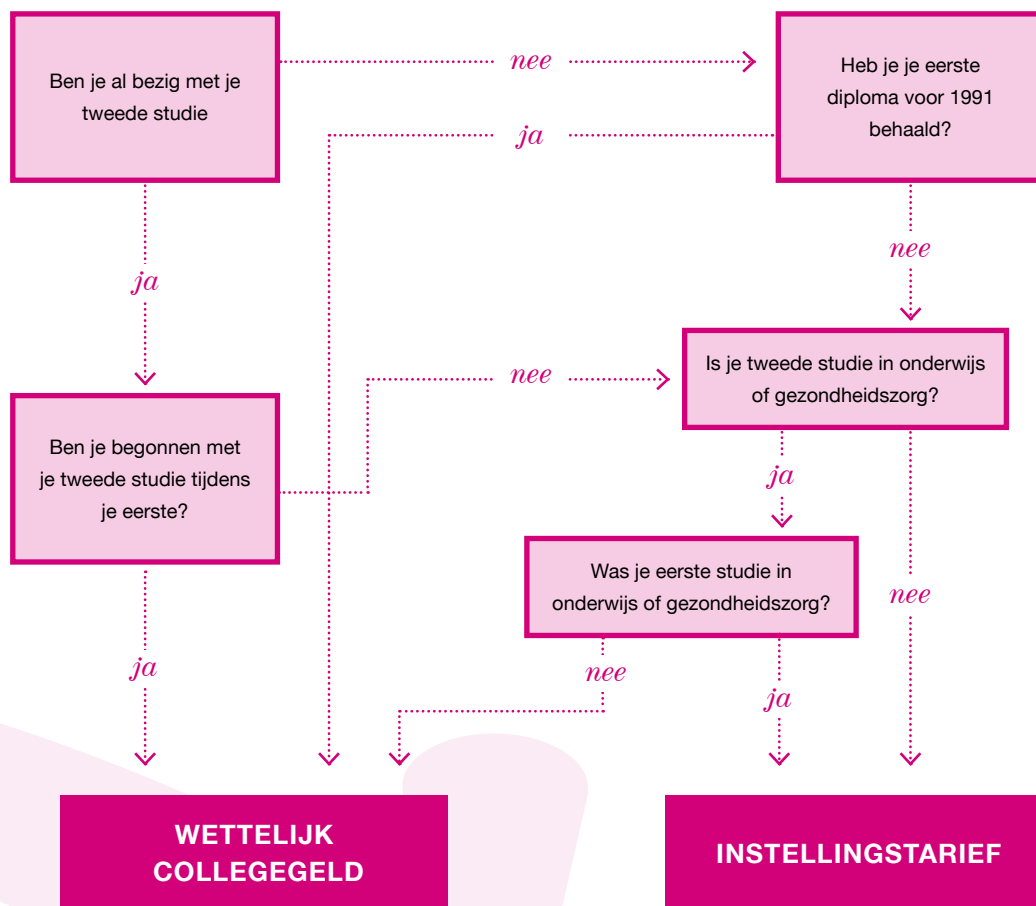 Ben je al bezig met je
tweede studie
nee
Heb je je eerste
diploma voor 1991
behaald?
ja
nee
ja
Is je tweede studie in onderwijs
of gezondheidszorg?
nee
Ben je begonnen met
je tweede studie tijdens
je eerste?
ja
Was je eerste studie in
onderwijs of gezondheidszorg?
nee
ja
nee
ja
WETTELIJK
COLLEGEGELD
INSTELLINGSTARIEF